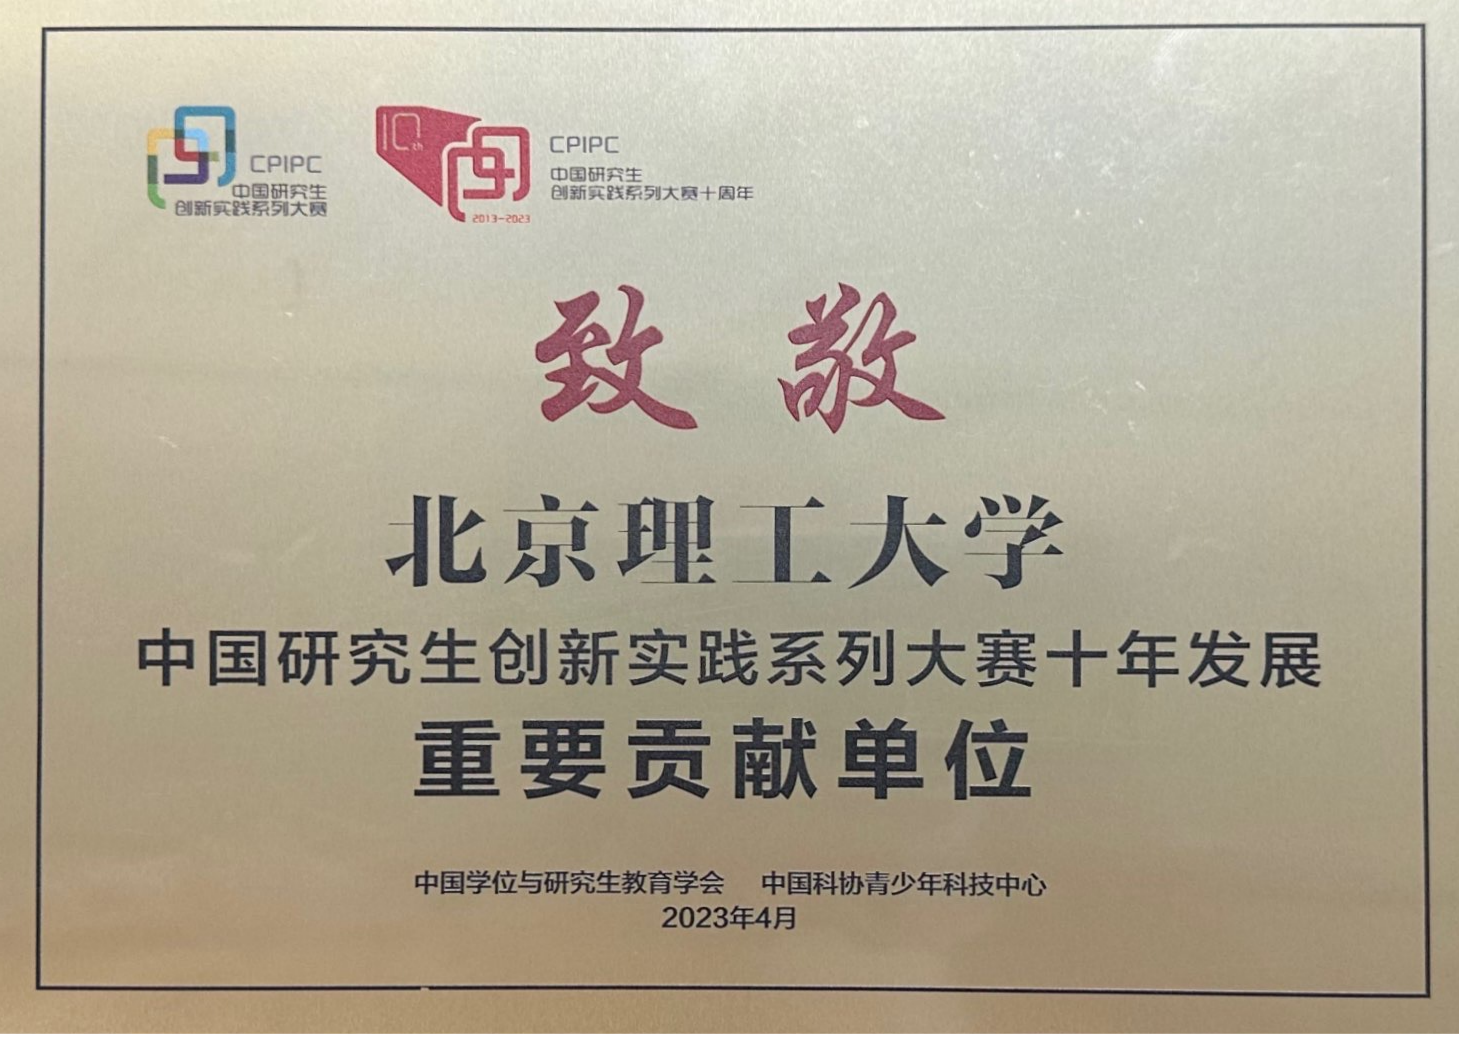 CPIPC
中国研究生
创新实践系列大赛
10th
CPIPC
中国研究生
创新实践系列大赛十周年
2013-2023
致 敬
北京理工大学
中国研究生创新实践系列大赛十年发展
重要贡献单位
中国学位与研究生教育学会 中国科协青少年科技中心
2023年4月